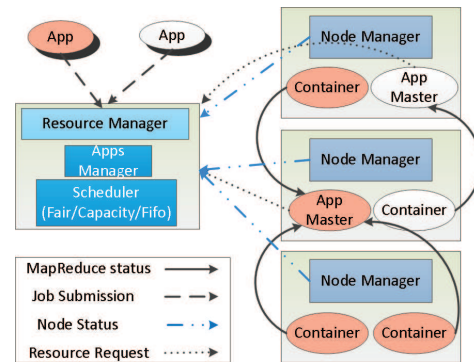 App
App
Resource Manager
Apps
Manager
Scheduler
(Fair/Capacity/Fifo)
Node Manager
Container
App
Master
Node Manager
App
Master
Container
Node Manager
Container
Container
MapReduce status
Job Submission
Node Status
Resource Request